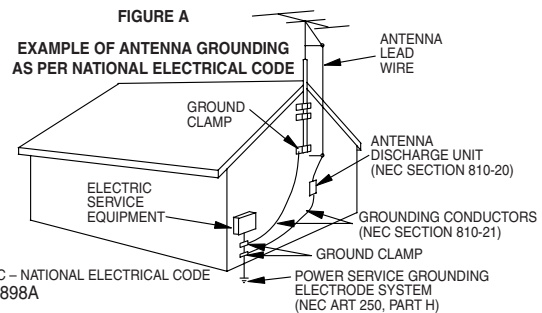 FIGURE A
EXAMPLE OF ANTENNA GROUNDING
AS PER NATIONAL ELECTRICAL CODE
ANTENNA
LEAD
WIRE
GROUND
CLAMP
ANTENNA
DISCHARGE UNIT
(NEC SECTION 810-20)
ELECTRIC
SERVICE
EQUIPMENT
GROUNDING CONDUCTORS
(NEC SECTION 810-21)
GROUND CLAMP
POWER SERVICE GROUNDING
ELECTRODE SYSTEM
(NEC ART 250, PART H)
C – NATIONAL ELECTRICAL CODE
898A